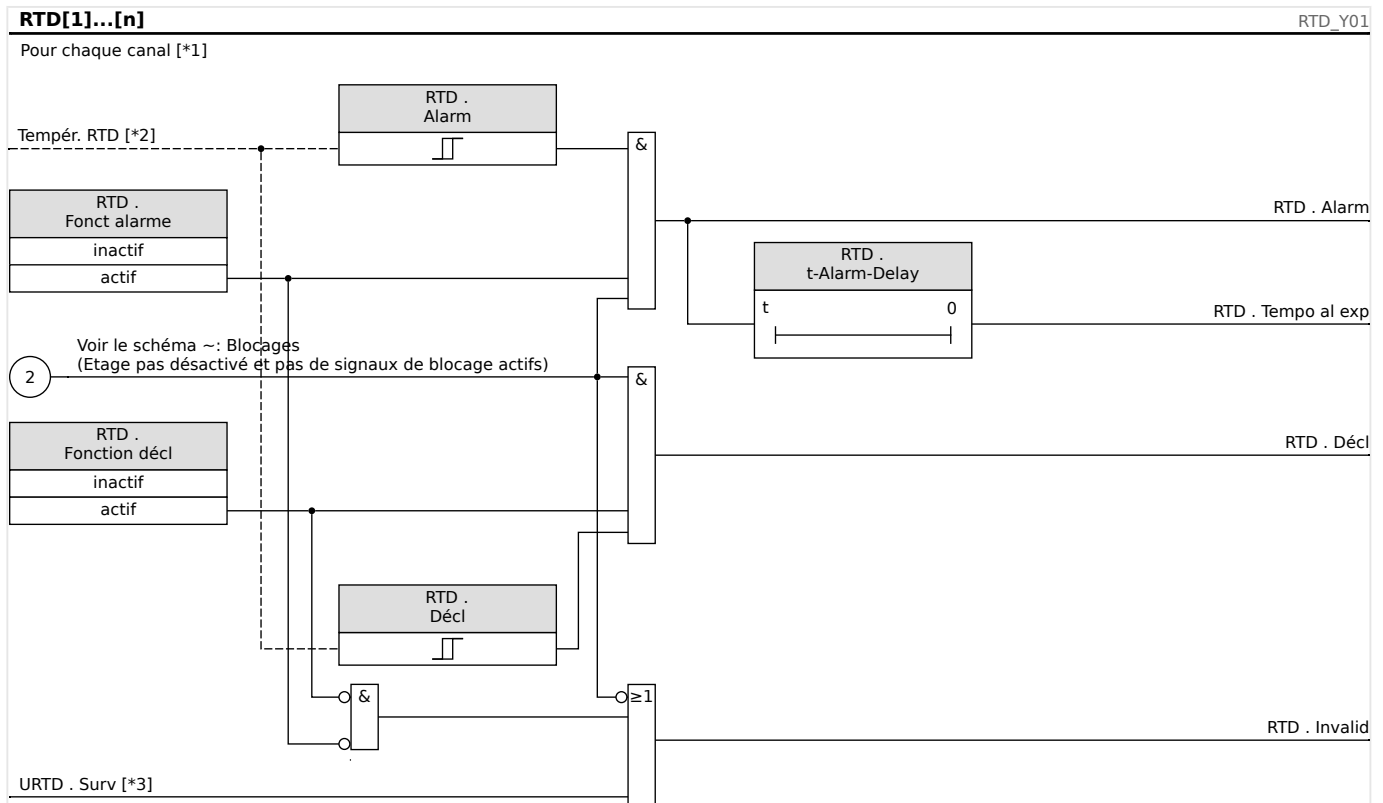 RTD[1]...[n]
RTD_Y01
Pour chaque canal [*1]
RTD .
Alarm
Tempér. RTD [*2]
&
RTD .
Fonct alarme
inactif
actif
RTD . Alarm
RTD .
t-Alarm-Delay
t
0
RTD . Tempo al exp
Voir le schéma ~: Blocages
(Etage pas désactivé et pas de signaux de blocage actifs)
2
&
RTD .
Fonction décl
inactif
actif
RTD . Décl
RTD .
Décl
&
≥1
RTD . Invalid
URTD . Surv [*3]